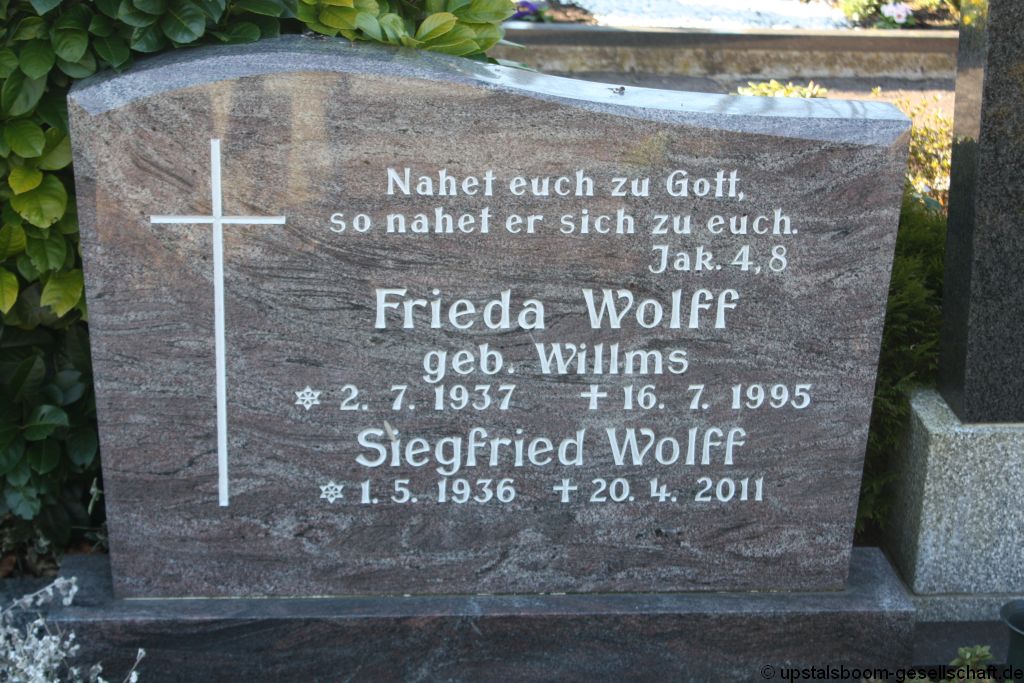 Nahet euch zu Gott,
so nahet er sich zu euch.
Jak. 4,8
Frieda Wolff
geb. Willms
2. 7. 1937 † 16. 7. 1995
Siegfried Wolff
1. 5. 1936 † 20. 4. 2011
© upstalsboom-gesellschaft.de